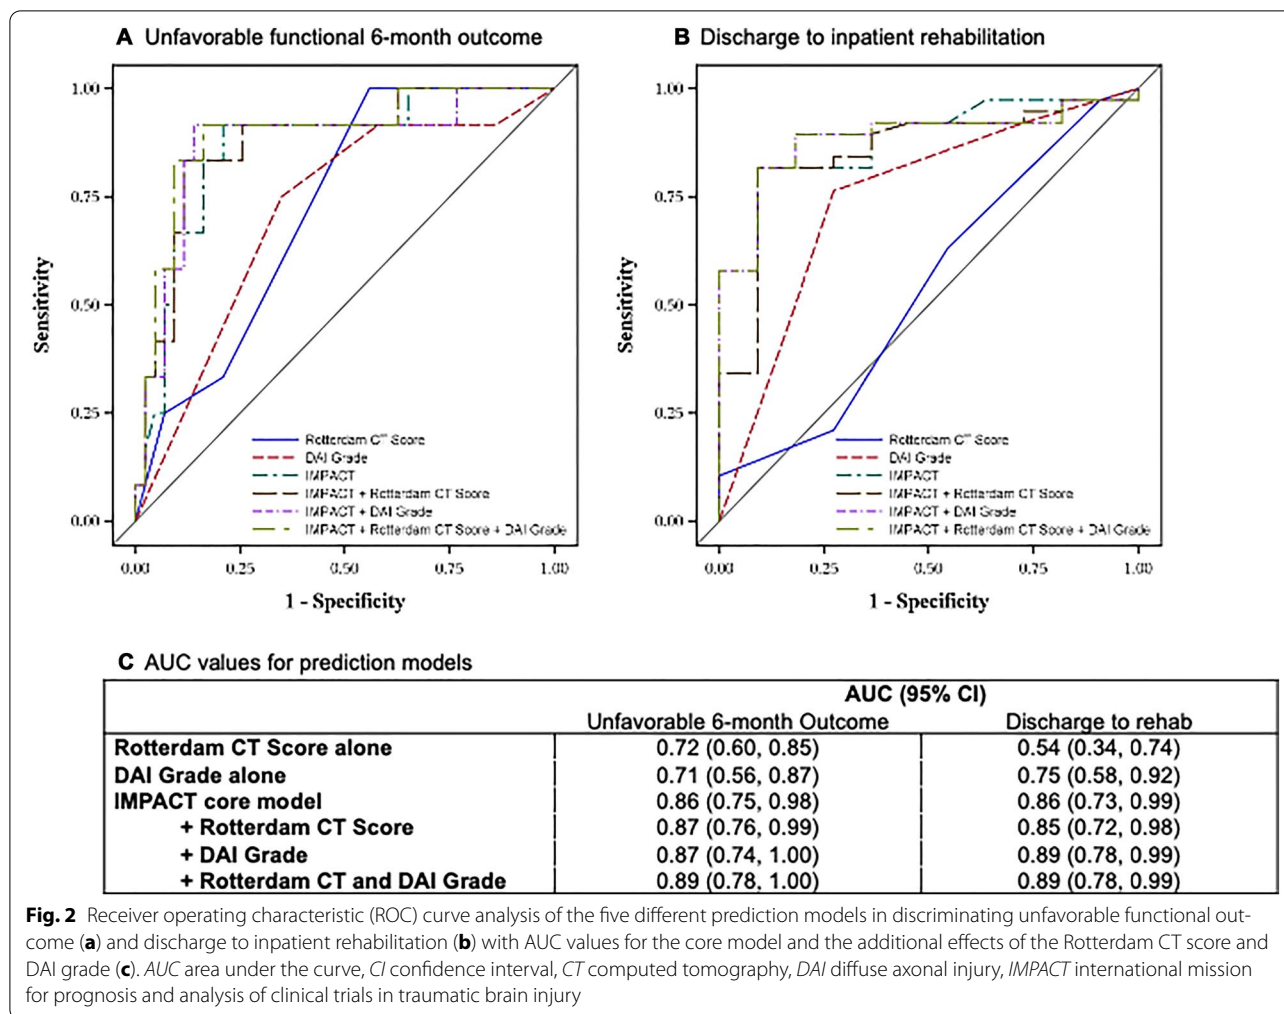 A Unfavorable functional 6-month outcome
1.00
0.75
0.50
0.25
0.00
Sensitivity
Rotterdam CT Score
DAI Grade
IMPACT
IMPACT + Rotterdam CT Score
IMPACT + DAI Grade
IMPACT + Rotterdam CT Score + DAI Grade
0.00 0.25 0.50 0.75 1.00
1 - Specificity
B Discharge to inpatient rehabilitation
1.00
0.75
0.50
0.25
0.00
Sensitivity
Rotterdam CT Score
DAI Grade
IMPACT
IMPACT + Rotterdam CT Score
IMPACT + DAI Grade
IMPACT + Rotterdam CT Score + DAI Grade
0.00 0.25 0.50 0.75 1.00
1 - Specificity
C AUC values for prediction models
AUC (95% CI)
Unfavorable 6-month Outcome Discharge to rehab
Rotterdam CT Score alone 0.72 (0.60, 0.85) 0.54 (0.34, 0.74)
DAI Grade alone 0.71 (0.56, 0.87) 0.75 (0.58, 0.92)
IMPACT core model 0.86 (0.75, 0.98) 0.86 (0.73, 0.99)
+ Rotterdam CT Score 0.87 (0.76, 0.99) 0.85 (0.72, 0.98)
+ DAI Grade 0.87 (0.74, 1.00) 0.89 (0.78, 0.99)
+ Rotterdam CT and DAI Grade 0.89 (0.78, 1.00) 0.89 (0.78, 0.99)
Fig. 2 Receiver operating characteristic (ROC) curve analysis of the five different prediction models in discriminating unfavorable functional out-
come (a) and discharge to inpatient rehabilitation (b) with AUC values for the core model and the additional effects of the Rotterdam CT score and
DAI grade (c). AUC area under the curve, CI confidence interval, CT computed tomography, DAI diffuse axonal injury, IMPACT international mission
for prognosis and analysis of clinical trials in traumatic brain injury